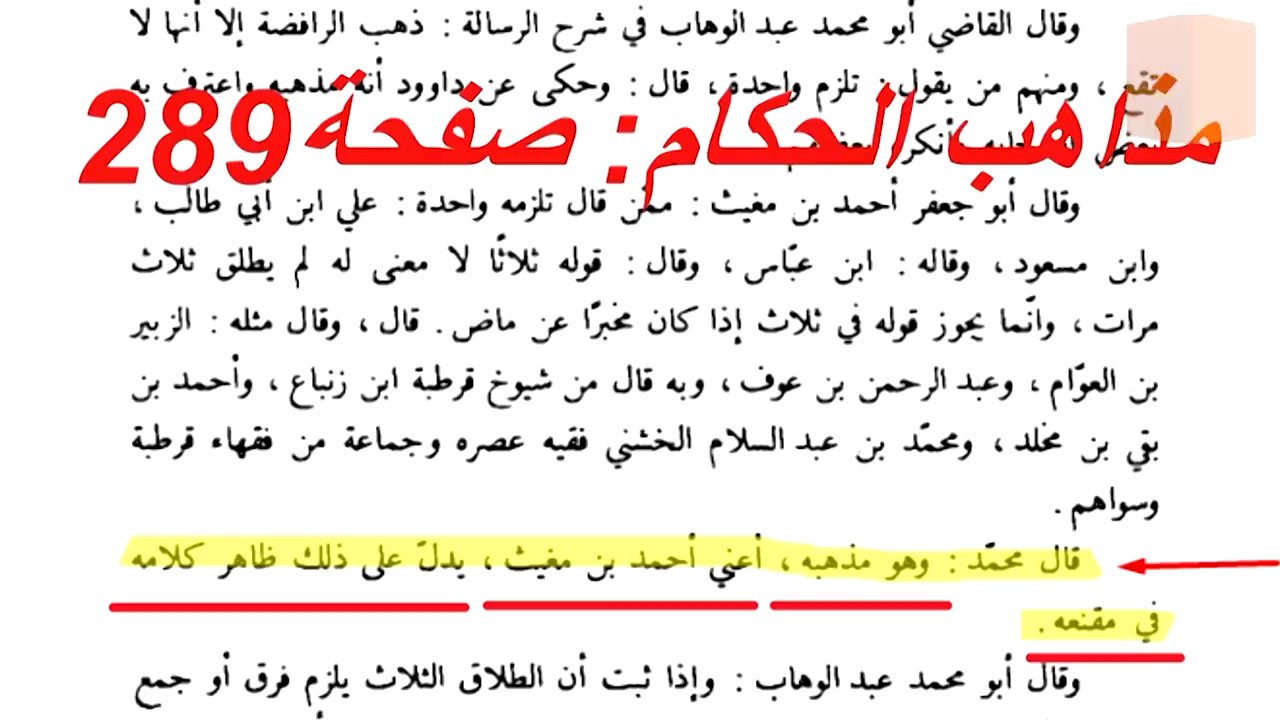 وقال القاضي أبو محمد عبد الوهاب في شرح الرسالة : ذهب الرافضة إلا أنها لا
تقع ، ومنهم من يقول : تلزم واحدة ، قال : وحكى عن داوود أنه مذهبه واعترف به
مذاهب الحكام: صفحة 289
وقال أبو جعفر أحمد بن مغيث : ممّن قال تلزمه واحدة : علي ابن أبي طالب ،
وابن مسعود ، وقاله : ابن عبّاس ، وقال : قوله ثلاثًا لا معنى له لم يطلق ثلاث
مرات ، وانّما يجوز قوله في ثلاث إذا كان مخبرًا عن ماض . قال ، وقال مثله : الزبير
بن العوّام ، وعبد الرحمن بن عوف ، وبه قال من شيوخ قرطبة ابن زنباع ، وأحمد بن
بقي بن مخلد ، ومحمّد بن عبد السلام الخشني فقيه عصره وجماعة من فقهاء قرطبة
وسواهم .
قال محمّد : وهو مذهبه ، أعني أحمد بن مغيث ، يدلّ على ذلك ظاهر كلامه
في مقنعه .
وقال أبو محمد عبد الوهاب : وإذا ثبت أن الطلاق الثلاث يلزم فرق أو جمع